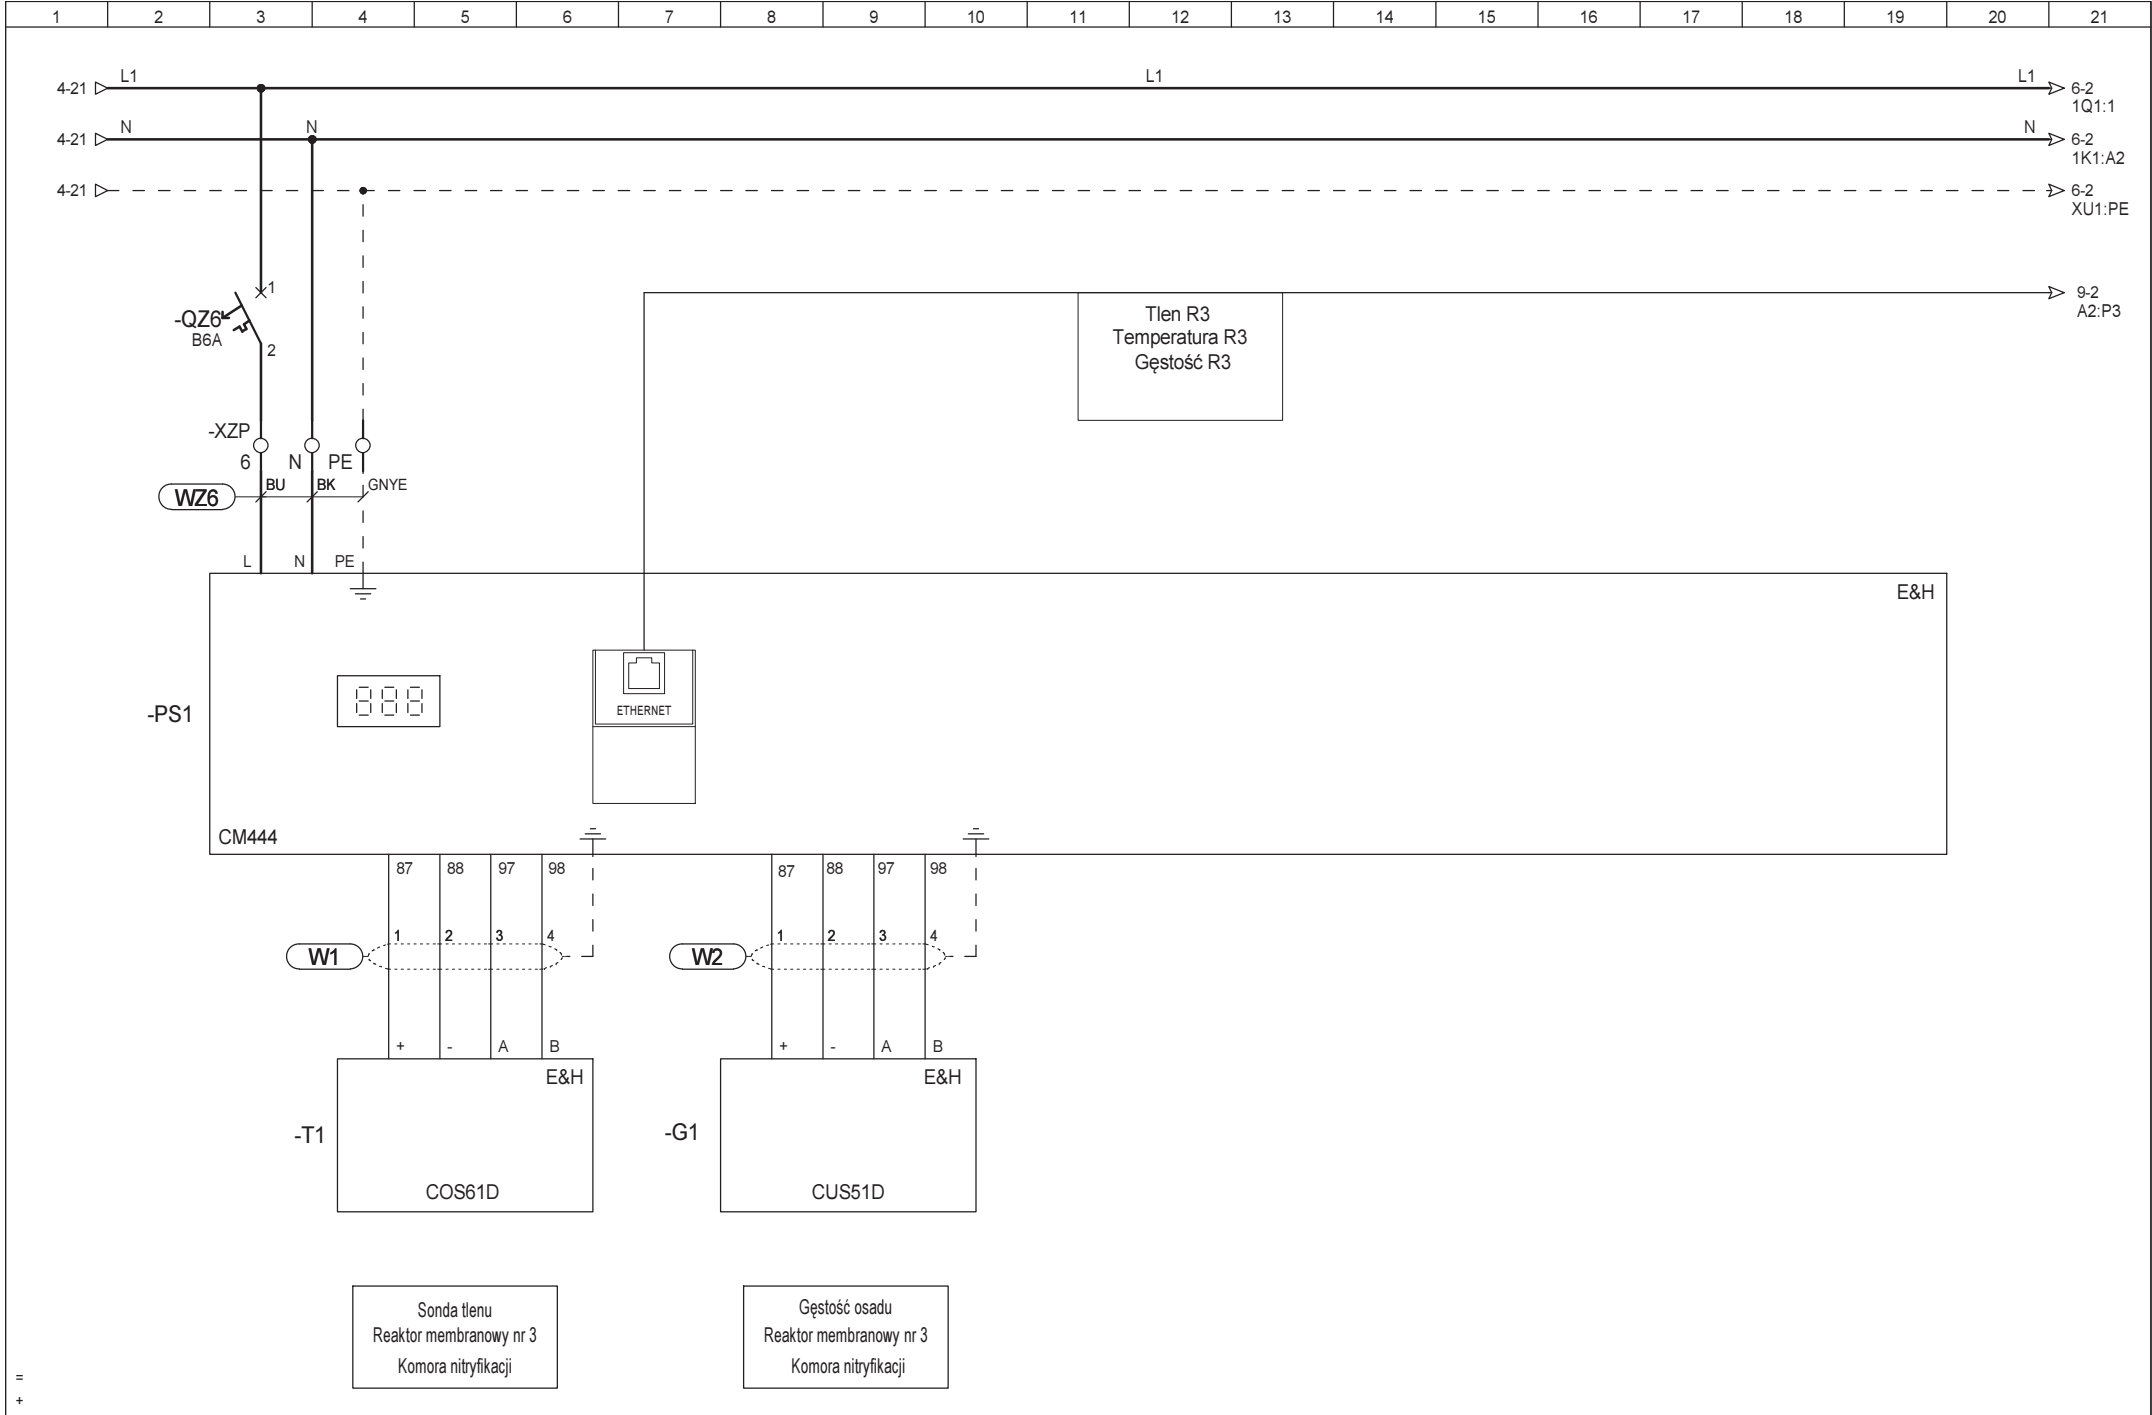 1 2 3 4 5 6 7 8 9 10 11 12 13 14 15 16 17 18 19 20 21
L1 L1 L1
4-21 6-2
1Q1:1
N N N
4-21 6-2
1K1:A2
4-21 6-2
XU1:PE
1
-QZ6
B6A
2
9-2
A2:P3
Tlen R3
Temperatura R3
Gęstość R3
-XZP
6 N PE
WZ6 BU BK GNYE
L N PE
E&H
-PS1
ETHERNET
CM444
87 88 97 98 87 88 97 98
W1 1 2 3 4 W2 1 2 3 4
+ - A B + - A B
E&H E&H
-T1 -G1
COS61D CUS51D
Sonda tlenu
Reaktor membranowy nr 3
Komora nitryfikacji
Gęstość osadu
Reaktor membranowy nr 3
Komora nitryfikacji
=
+